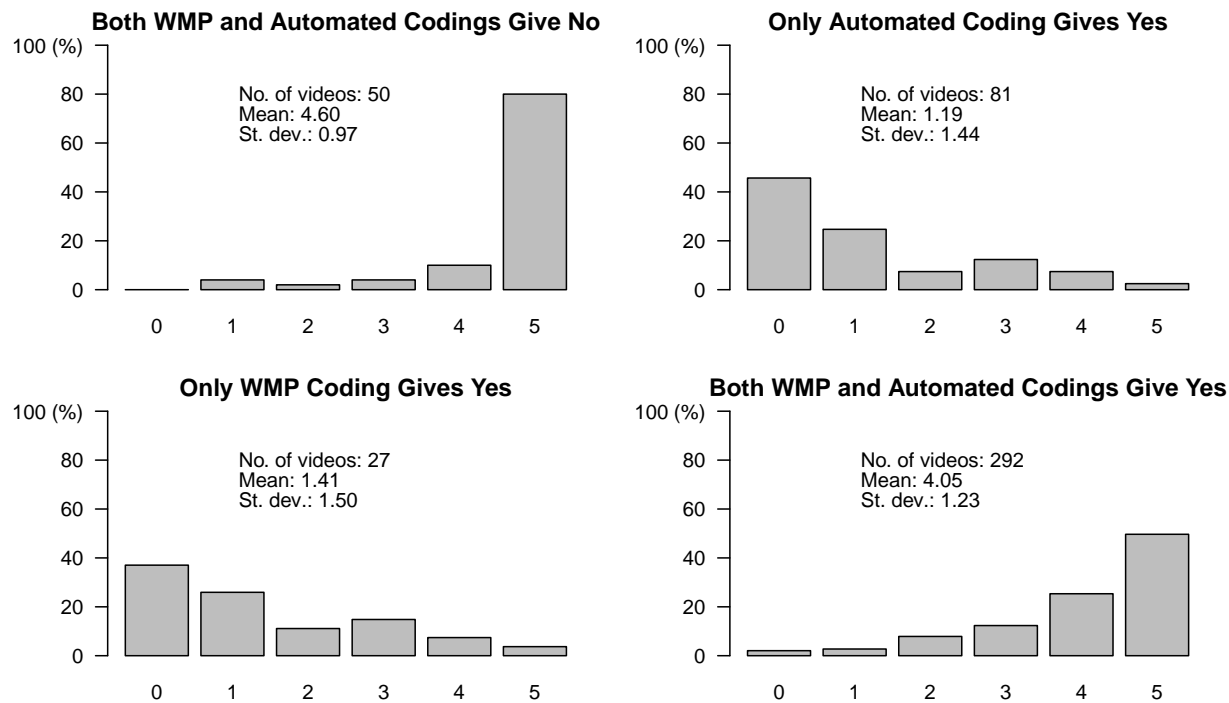 Both WMP and Automated Codings Give No
100 (%)
80
60
40
20
0
No. of videos: 50
Mean: 4.60
St. dev.: 0.97
0 1 2 3 4 5
Only Automated Coding Gives Yes
100 (%)
80
60
40
20
0
No. of videos: 81
Mean: 1.19
St. dev.: 1.44
0 1 2 3 4 5
Only WMP Coding Gives Yes
100 (%)
80
60
40
20
0
No. of videos: 27
Mean: 1.41
St. dev.: 1.50
0 1 2 3 4 5
Both WMP and Automated Codings Give Yes
100 (%)
80
60
40
20
0
No. of videos: 292
Mean: 4.05
St. dev.: 1.23
0 1 2 3 4 5